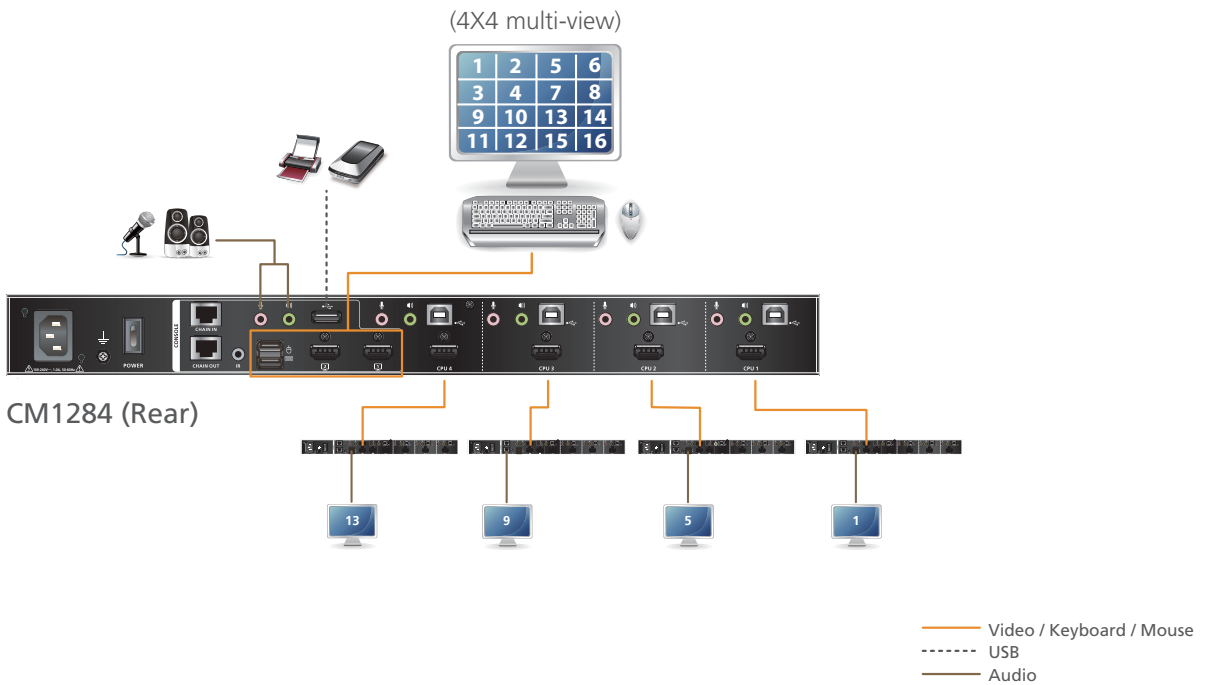 (4X4 multi-view)
1 2 5 6
3 4 7 8
9 10 13 14
11 12 15 16
CONSOLE
CHAIN IN
CHAIN OUT
IR
POWER
2
1
CPU 4
CPU 3
CPU 2
CPU 1
CM1284 (Rear)
13
9
5
1
Video / Keyboard / Mouse
USB
Audio